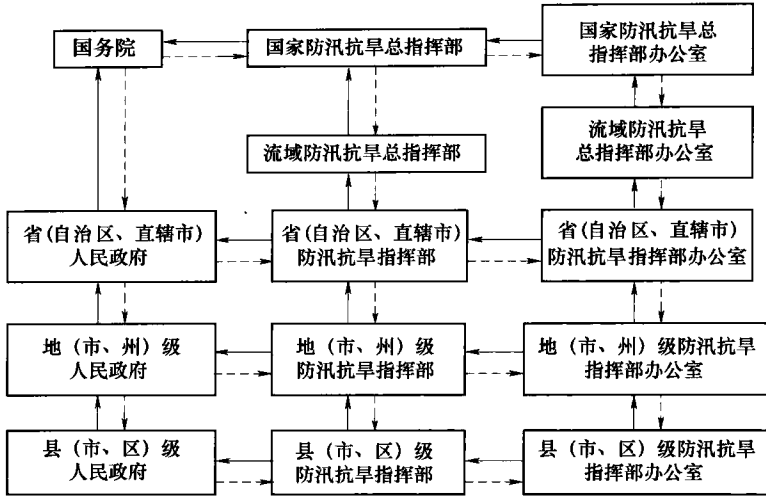 国务院
国家防汛抗旱总指挥部
国家防汛抗旱总
指挥部办公室
流域防汛抗旱总指挥部
流域防汛抗旱
总指挥部办公室
省(自治区、直辖市)
人民政府
省(自治区、直辖市)
防汛抗旱指挥部
省(自治区、直辖市)
防汛抗旱指挥部办公室
地（市、州）级
人民政府
地（市、州）级
防汛抗旱指挥部
地（市、州）级防汛抗旱
指挥部办公室
县（市、区）级
人民政府
县（市、区）级
防汛抗旱指挥部
县（市、区）级防汛抗旱
指挥部办公室